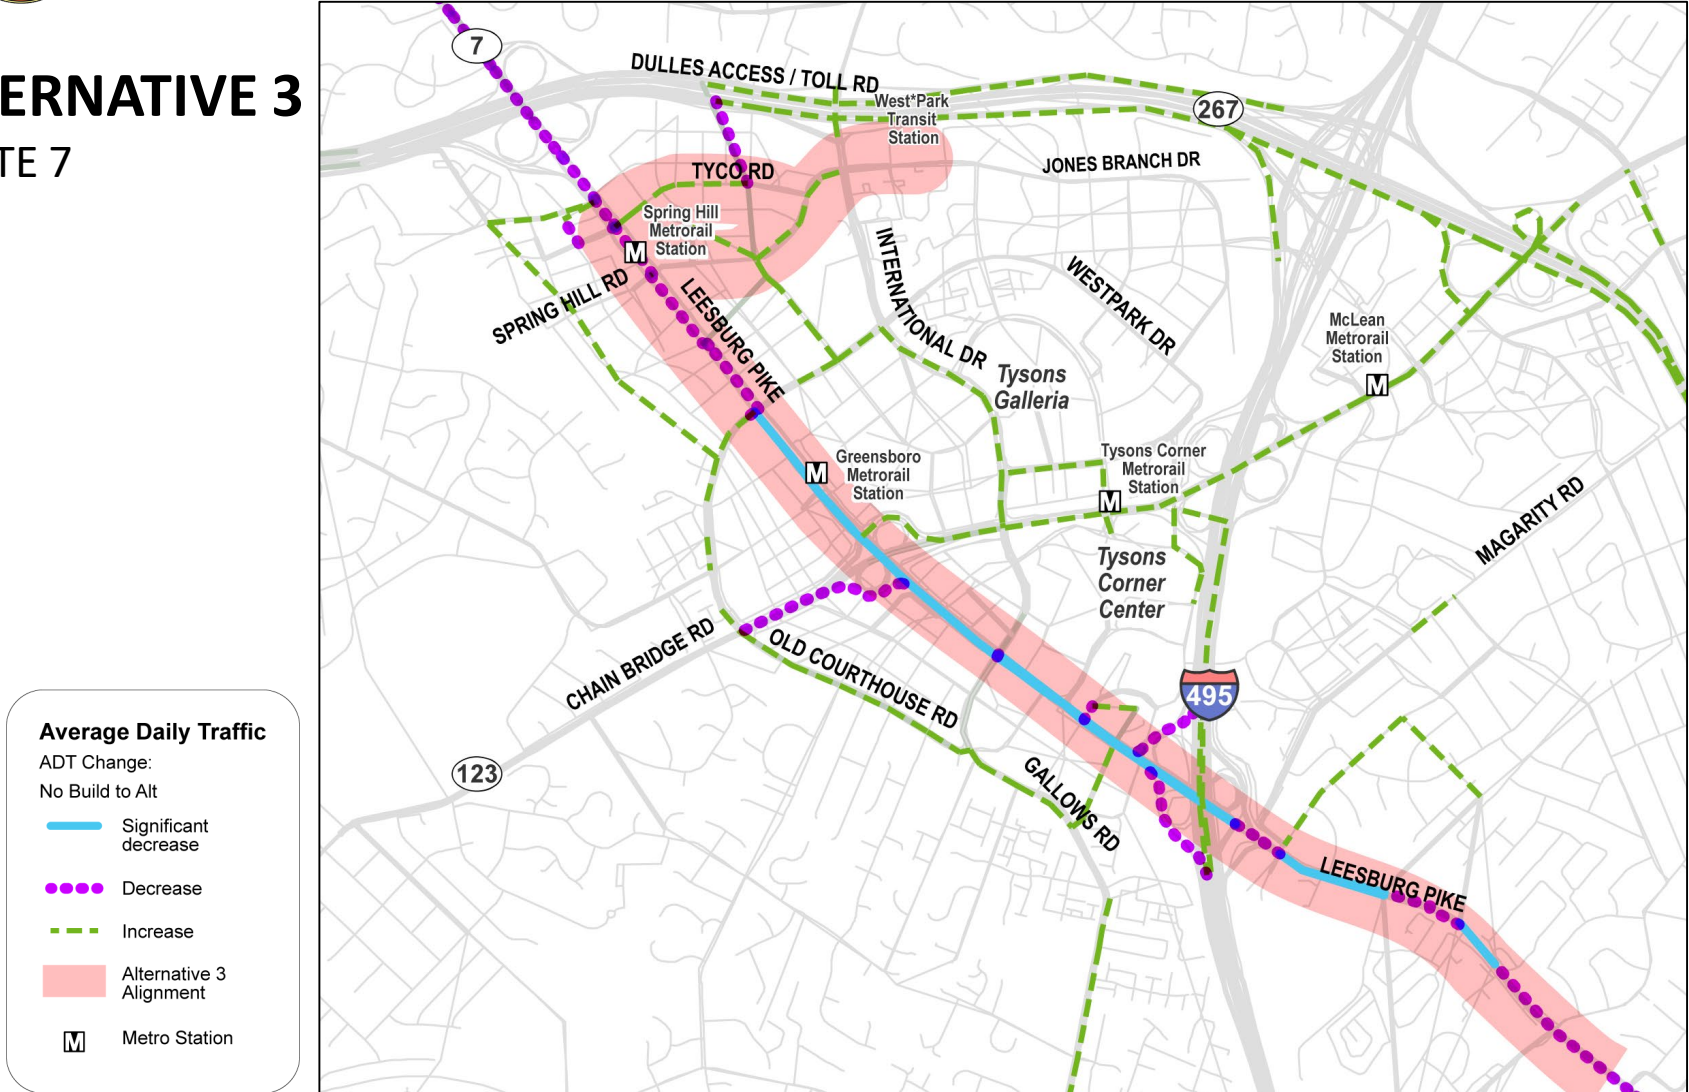 ERNATIVE 3
TE 7
7
DULLES ACCESS / TOLL RD
West*Park
Transit
Station
267
JONES BRANCH DR
TYCO RD
Spring Hill
Metrorail
Station
M
SPRING HILL RD
LEESBURG PIKE
INTERNATIONAL DR
WESTPARK DR
McLean
Metrorail
Station
M
Tysons
Galleria
Greensboro
Metrorail
Station
M
Tysons Corner
Metrorail
Station
M
MAGARITY RD
Tysons
Corner
Center
CHAIN BRIDGE RD
OLD COURTHOUSE RD
495
123
GALLOWS RD
LEESBURG PIKE
Average Daily Traffic
ADT Change:
No Build to Alt
Significant
decrease
Decrease
Increase
Alternative 3
Alignment
M
Metro Station